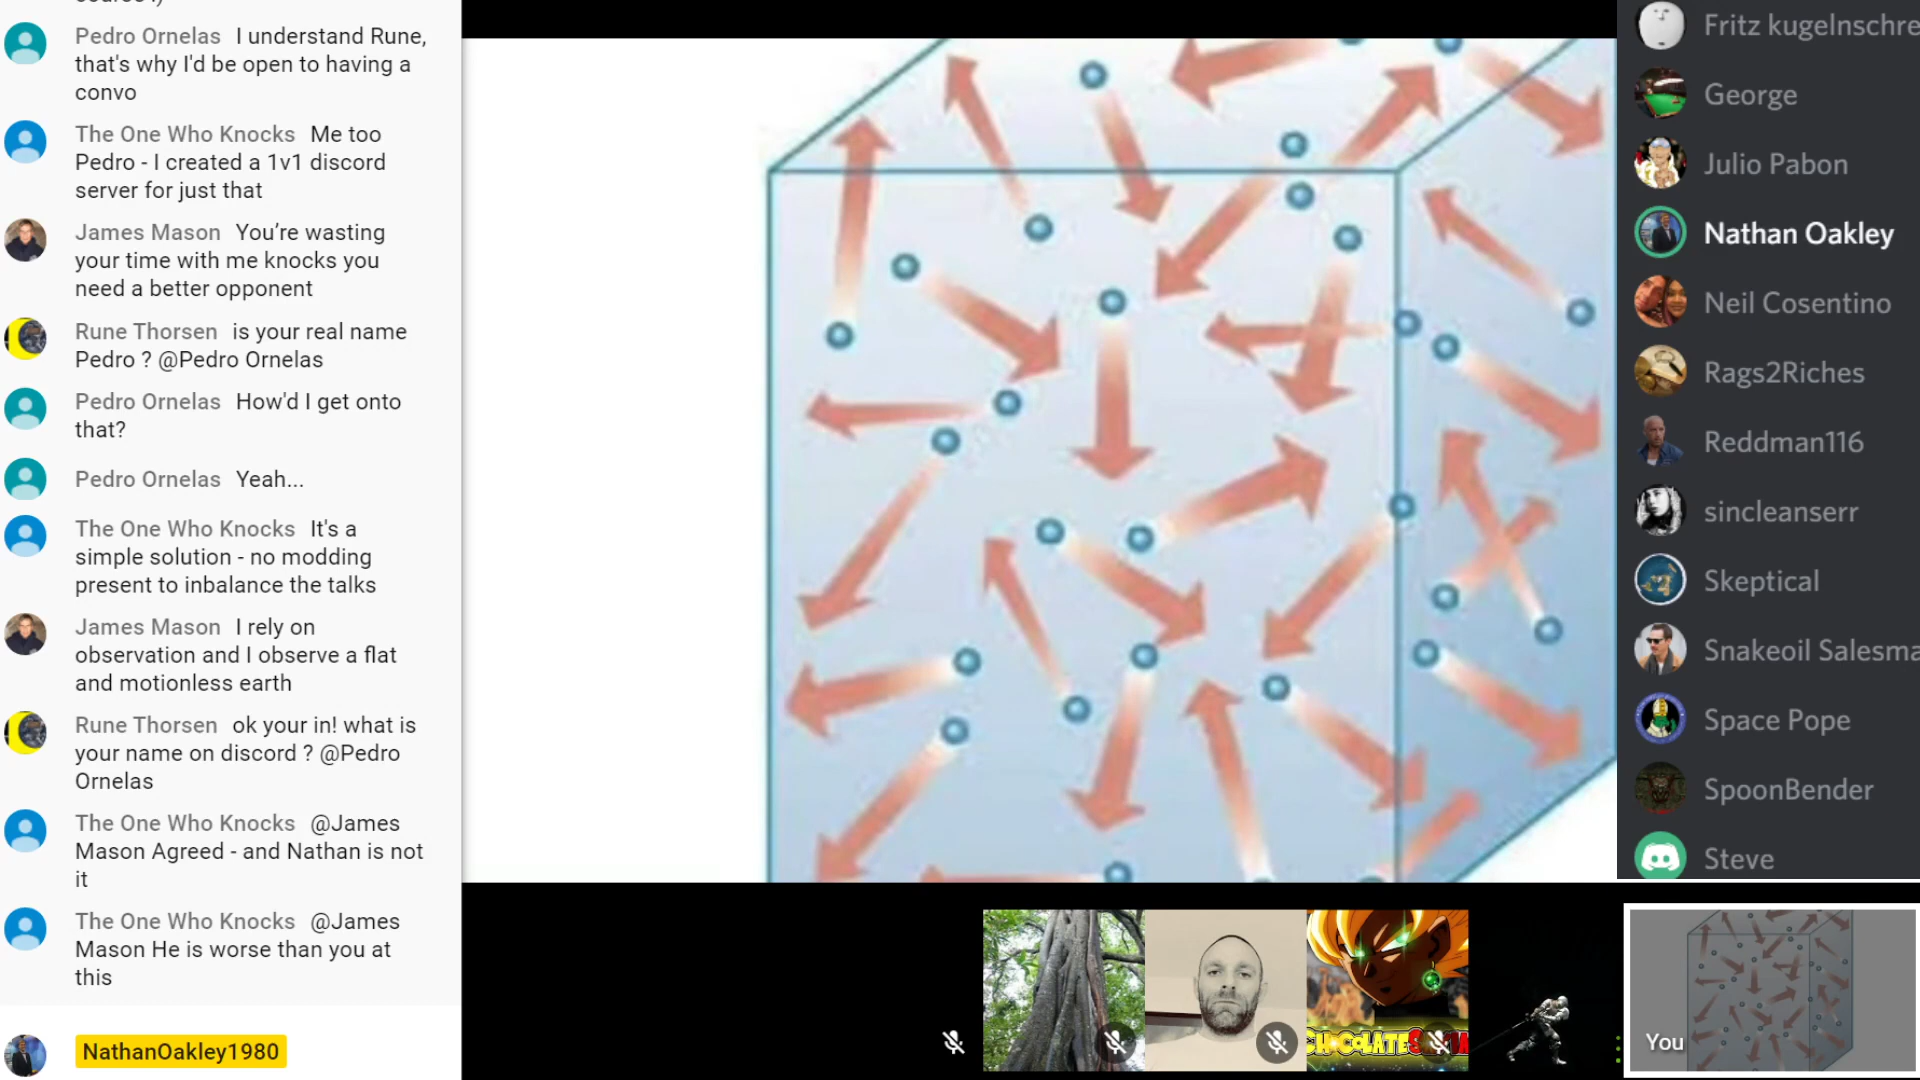 Pedro Ornelas I understand Rune,
that's why I'd be open to having a
convo
The One Who Knocks Me too
Pedro - I created a 1v1 discord
server for just that
James Mason You’re wasting
your time with me knocks you
need a better opponent
Rune Thorsen is your real name
Pedro ? @Pedro Ornelas
Pedro Ornelas How'd I get onto
that?
Pedro Ornelas Yeah...
The One Who Knocks It's a
simple solution - no modding
present to inbalance the talks
James Mason I rely on
observation and I observe a flat
and motionless earth
Rune Thorsen ok your in! what is
your name on discord ? @Pedro
Ornelas
The One Who Knocks @James
Mason Agreed - and Nathan is not
it
The One Who Knocks @James
Mason He is worse than you at
this
NathanOakley1980
Fritz kugelnschre
George
Julio Pabon
Nathan Oakley
Neil Cosentino
Rags2Riches
Reddman116
sincleanserr
Skeptical
Snakeoil Salesma
Space Pope
SpoonBender
Steve
You